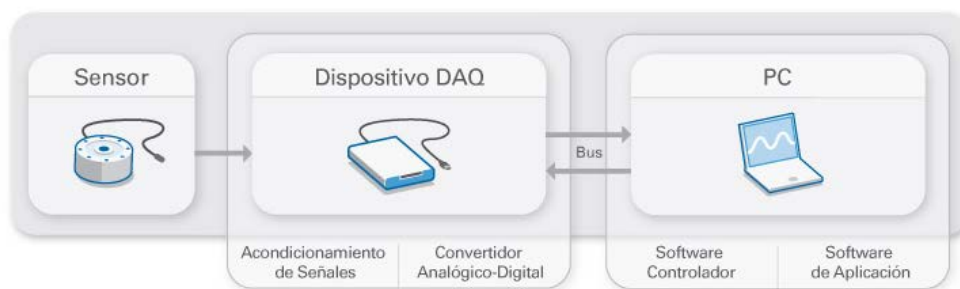 Sensor
Dispositivo DAQ
PC
Bus
Acondicionamiento
de Señales
Convertidor
Analógico-Digital
Software
Controlador
Software
de Aplicación